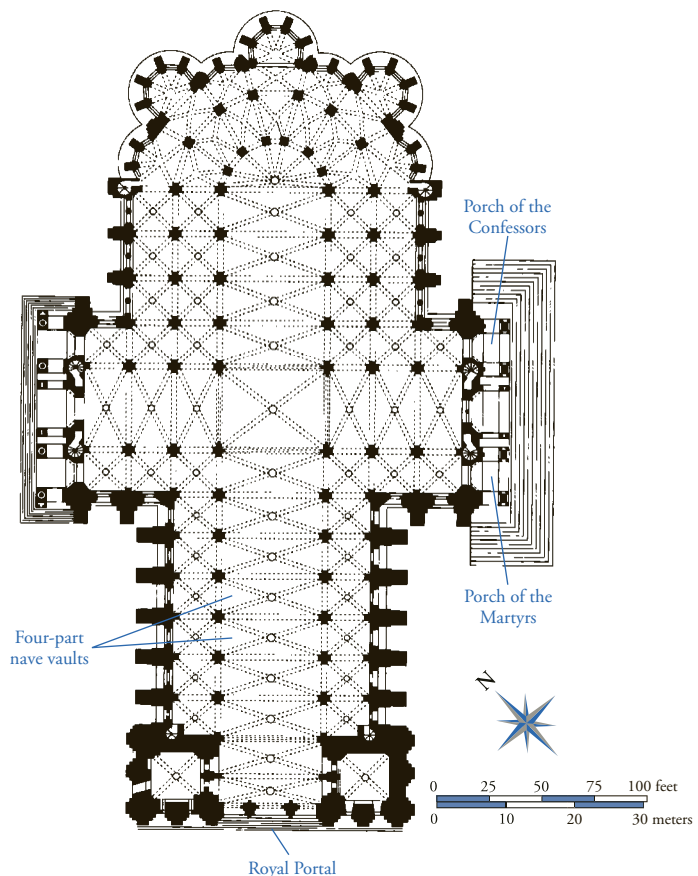 Porch of the
Confessors
Porch of the
Martyrs
Four-part
nave vaults
N
0 25 50 75 100 feet
0 10 20 30 meters
Royal Portal